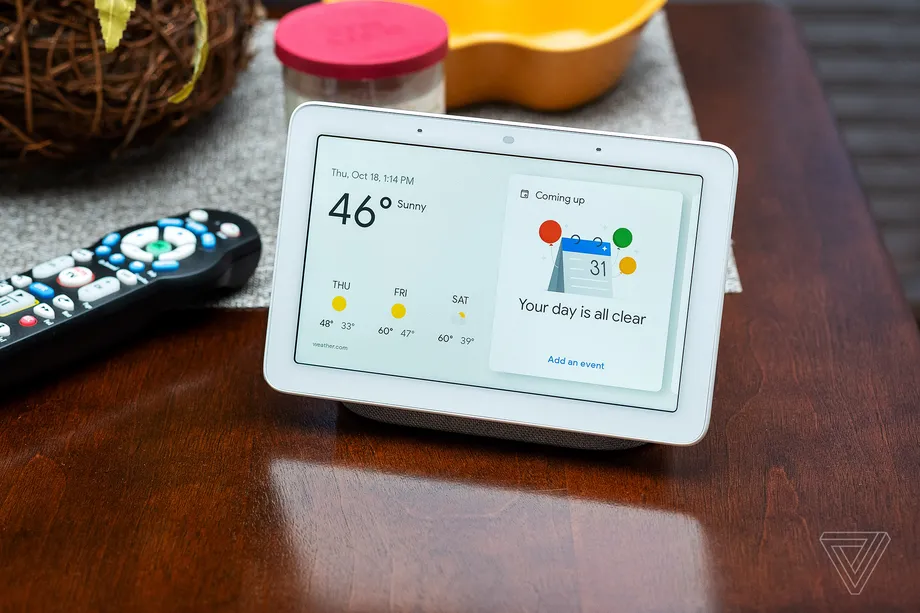 Thu, Oct 18, 1:14 PM
46° Sunny
THU
48° 33°
FRI
60° 47°
SAT
60° 39°
weather.com
Coming up
31
Your day is all clear
Add an event